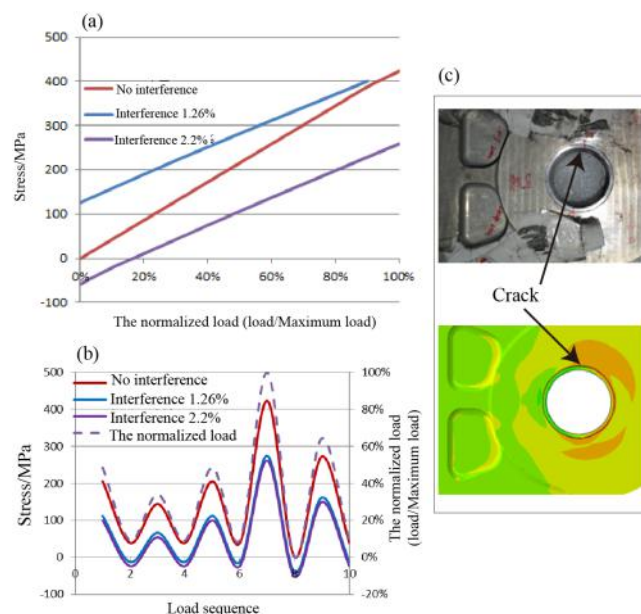 (a)
500
400
300
200
100
0
-100
Stress/MPa
No interference
Interference 1.26%
Interference 2.2%
0%
20%
40%
60%
80%
100%
The normalized load (load/Maximum load)
(b)
500
400
300
200
100
0
-100
Stress/MPa
No interference
Interference 1.26%
Interference 2.2%
The normalized load
100%
80%
60%
40%
20%
0%
-20%
The normalized load
(load/Maximum load)
0
2
4
6
8
10
Load sequence
(c)
Crack